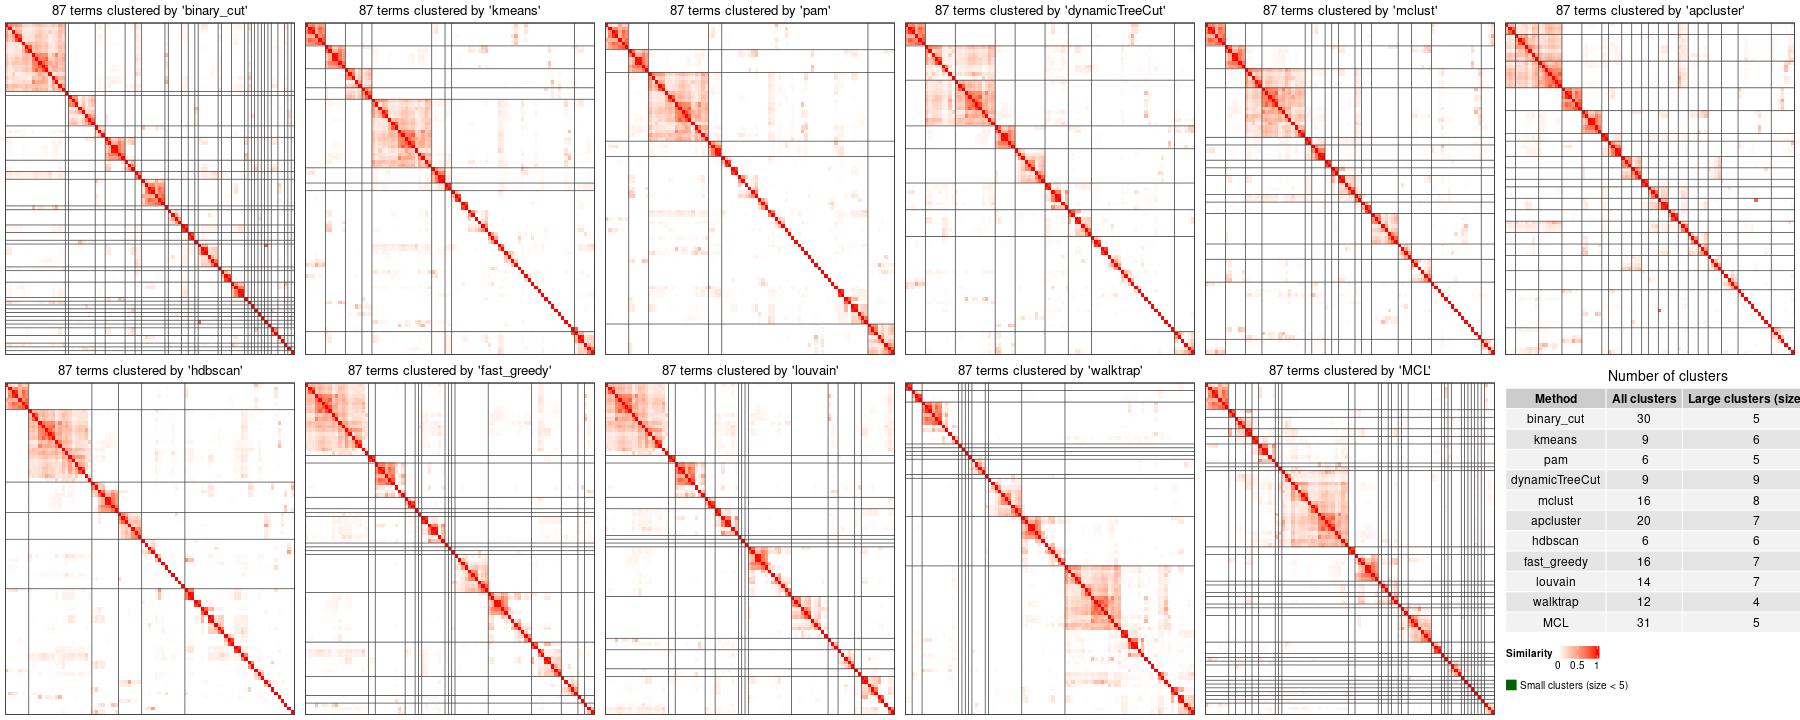 87 terms clustered by 'binary_cut'
87 terms clustered by 'kmeans'
87 terms clustered by 'pam'
87 terms clustered by 'dynamicTreeCut'
87 terms clustered by 'mclust'
87 terms clustered by 'apcluster'
87 terms clustered by 'hdbscan'
87 terms clustered by 'fast_greedy'
87 terms clustered by 'louvain'
87 terms clustered by 'walktrap'
87 terms clustered by 'MCL'
Number of clusters
Method All clusters Large clusters (size
binary_cut 30 5
kmeans 9 6
pam 6 5
dynamicTreeCut 9 9
mclust 16 8
apcluster 20 7
hdbscan 6 6
fast_greedy 16 7
louvain 14 7
walktrap 12 4
MCL 31 5
Similarity
0 0.5 1
Small clusters (size < 5)